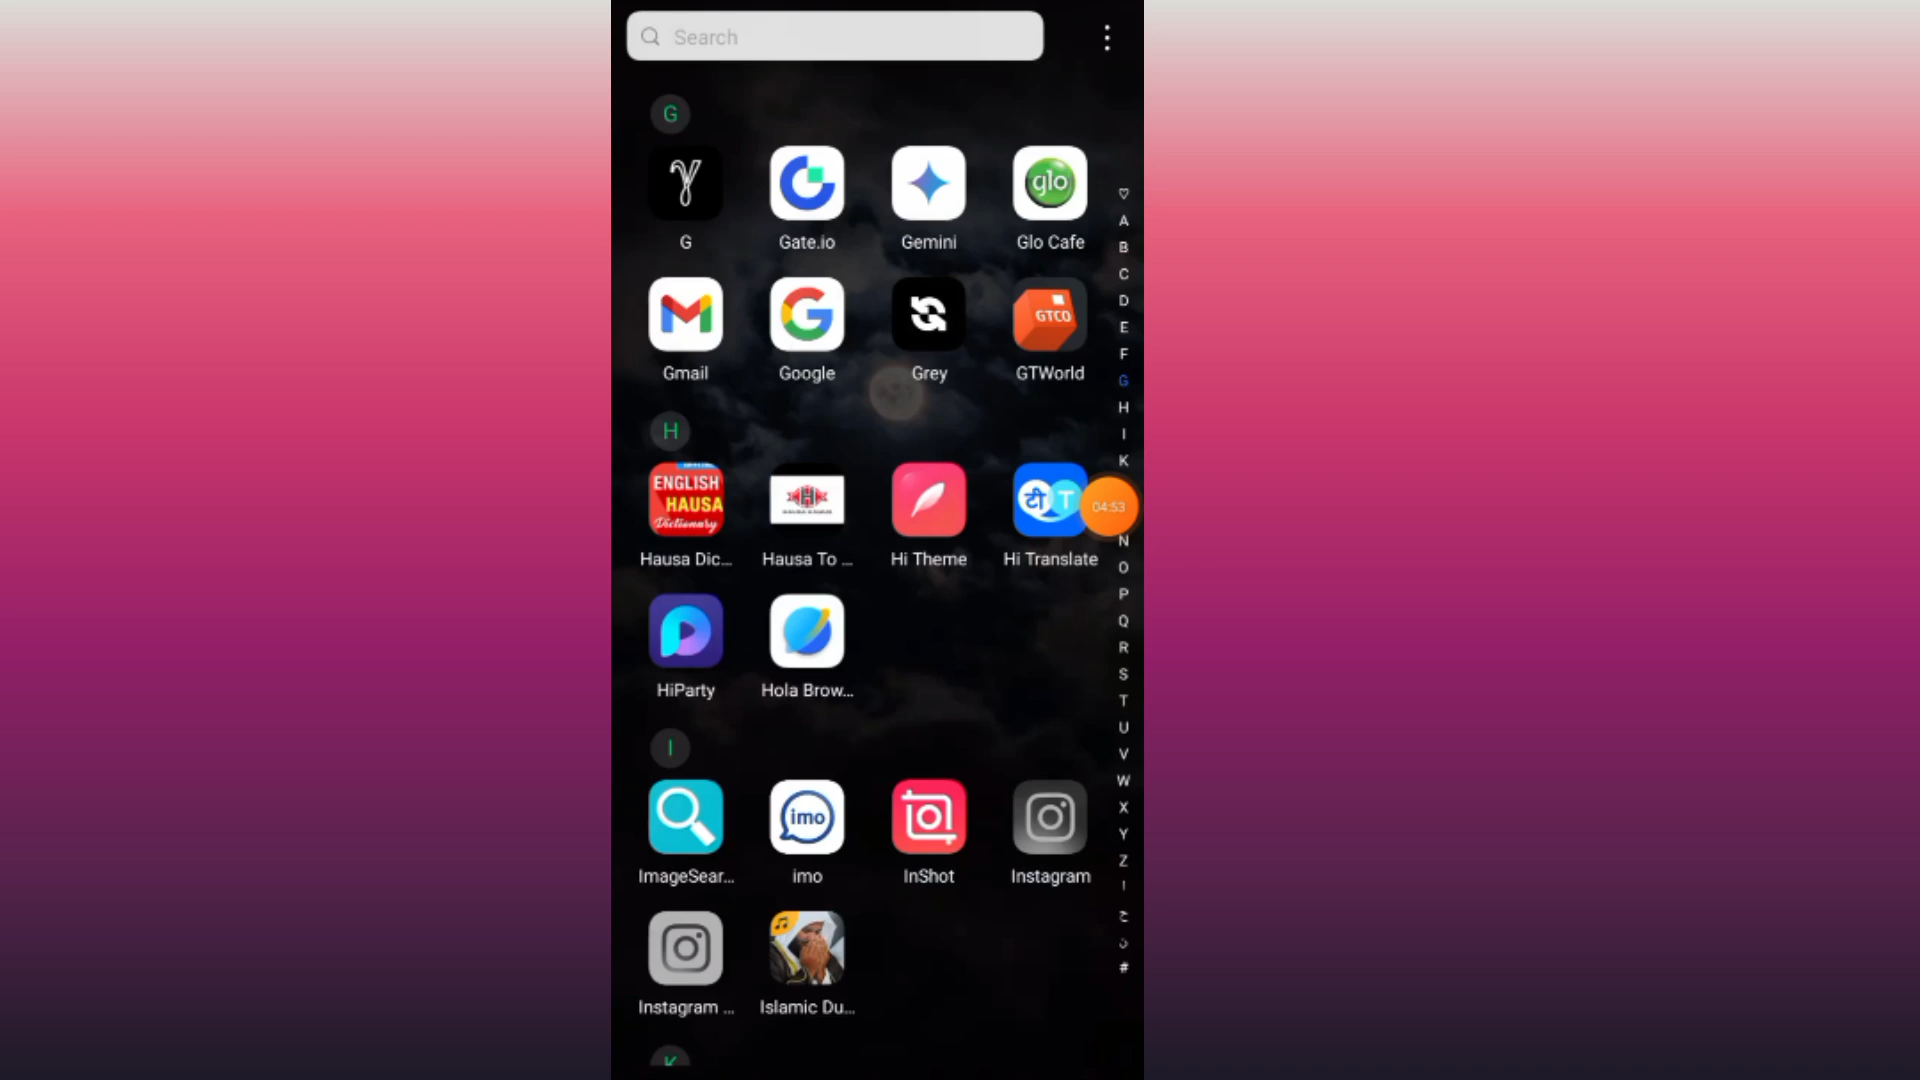 Search
G
G
Gate.io
Gemini
glo
Glo Cafe
Gmail
Google
Grey
GTCO
GTWorld
H
ENGLISH
HAUSA
Dictionary
Hausa Dic...
Hausa To ...
Hi Theme
टी T
Hi Translate
04:53
HiParty
Hola Brow...
I
ImageSear...
imo
imo
InShot
Instagram
Instagram ...
Islamic Du...
K
A
B
C
D
E
F
G
H
I
K
N
O
P
Q
R
S
T
U
V
W
X
Y
Z
#